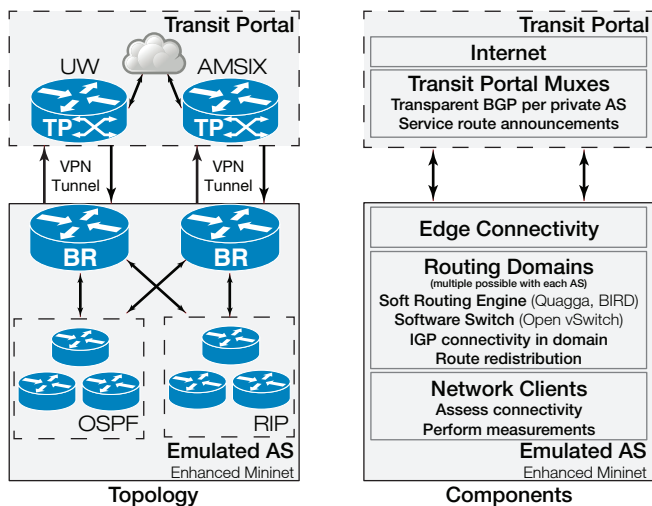 Transit Portal
UW
AMSIX
TP
TP
VPN
Tunnel
VPN
Tunnel
BR
BR
OSPF
RIP
Emulated AS
Enhanced Mininet
Topology
Transit Portal
Internet
Transit Portal Muxes
Transparent BGP per private AS
Service route announcements
Edge Connectivity
Routing Domains
(multiple possible with each AS)
Soft Routing Engine (Quagga, BIRD)
Software Switch (Open vSwitch)
IGP connectivity in domain
Route redistribution
Network Clients
Assess connectivity
Perform measurements
Emulated AS
Enhanced Mininet
Components